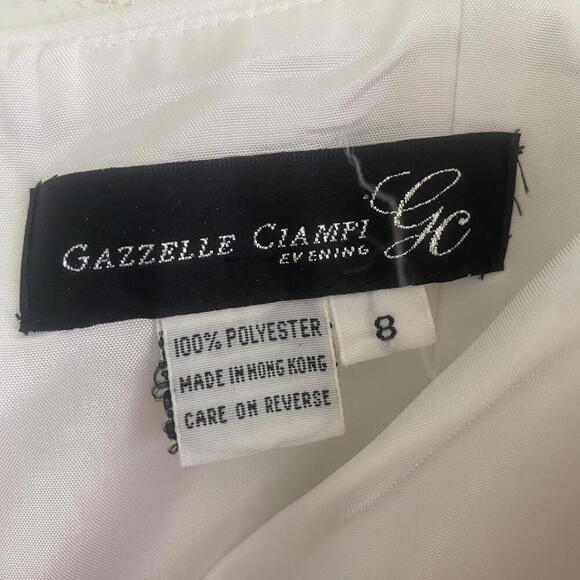 GAZZELLE CIAMPI GC
EVENING
8
100% POLYESTER
MADE IN HONG KONG
CARE ON REVERSE